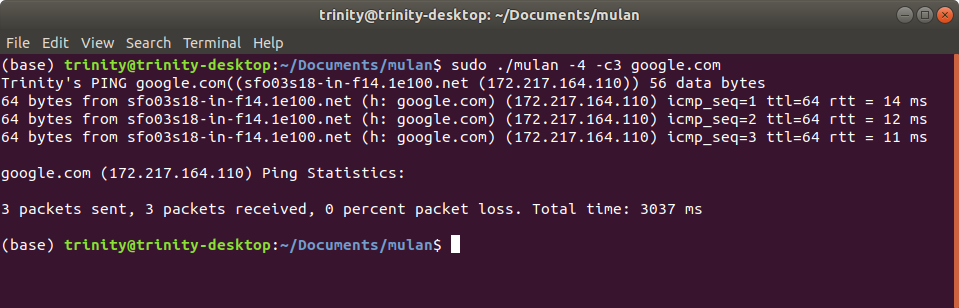 trinity@trinity-desktop: ~/Documents/mulan
File Edit View Search Terminal Help
(base) trinity@trinity-desktop:~/Documents/mulan$ sudo ./mulan -4 -c3 google.com
Trinity's PING google.com((sfo03s18-in-f14.1e100.net (172.217.164.110)) 56 data bytes
64 bytes from sfo03s18-in-f14.1e100.net (h: google.com) (172.217.164.110) icmp_seq=1 ttl=64 rtt = 14 ms
64 bytes from sfo03s18-in-f14.1e100.net (h: google.com) (172.217.164.110) icmp_seq=2 ttl=64 rtt = 12 ms
64 bytes from sfo03s18-in-f14.1e100.net (h: google.com) (172.217.164.110) icmp_seq=3 ttl=64 rtt = 11 ms
google.com (172.217.164.110) Ping Statistics:
3 packets sent, 3 packets received, 0 percent packet loss. Total time: 3037 ms
(base) trinity@trinity-desktop:~/Documents/mulan$